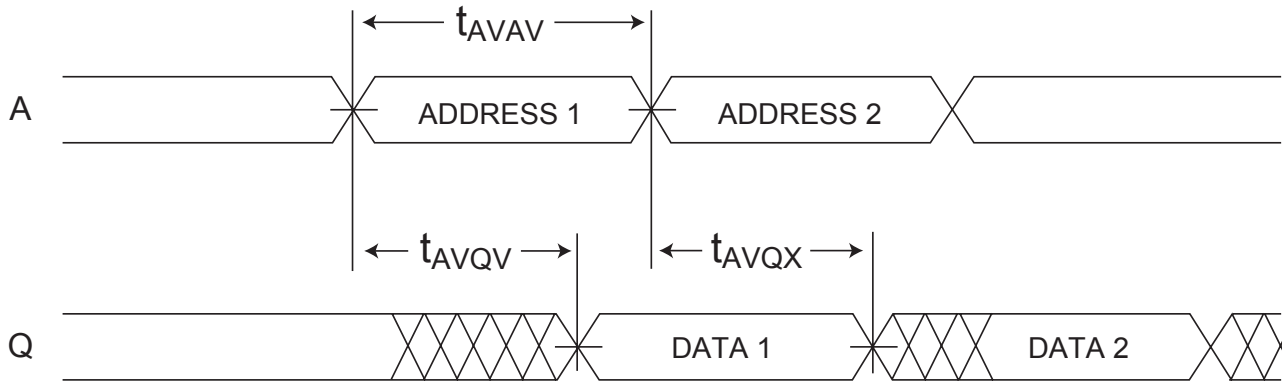 tAVAV
A
ADDRESS 1
ADDRESS 2
tAVQV
tAVQX
Q
DATA 1
DATA 2